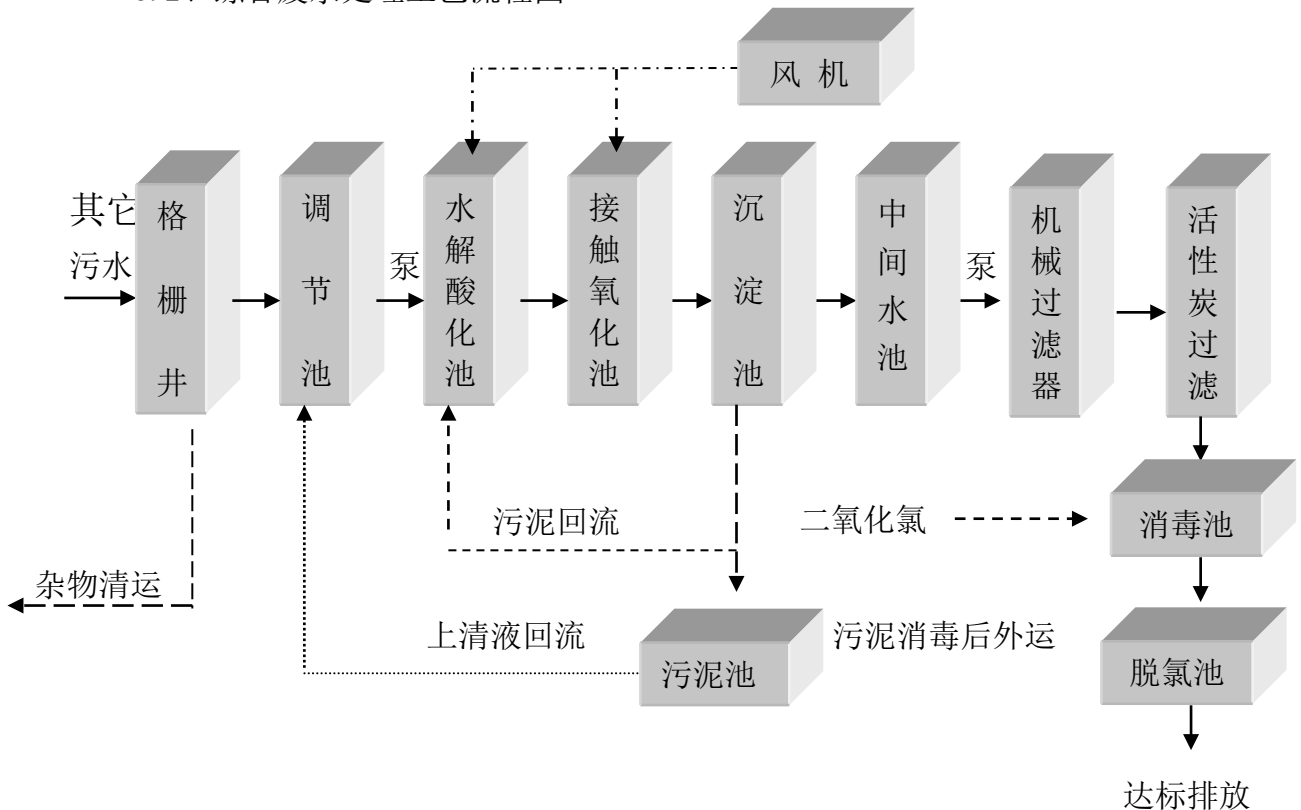 风 机
其它
污水
格栅井
调节池
泵
水解酸化池
接触氧化池
沉淀池
中间水池
泵
机械过滤器
活性炭过滤
污泥回流
二氧化氯
消毒池
杂物清运
上清液回流
污泥池
污泥消毒后外运
脱氯池
达标排放